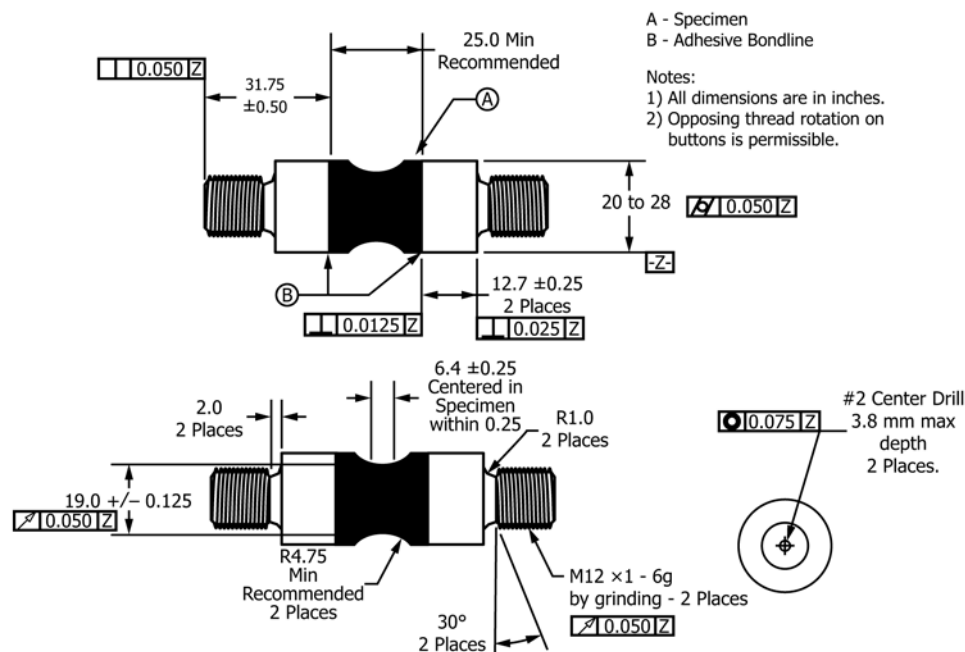 25.0 Min
Recommended
A - Specimen
B - Adhesive Bondline
Notes:
1) All dimensions are in inches.
2) Opposing thread rotation on
buttons is permissible.
0.050 Z
31.75
±0.50
A
20 to 28
0.050 Z
-Z-
B
12.7 ±0.25
2 Places
0.0125 Z
0.025 Z
6.4 ±0.25
Centered in
Specimen
within 0.25
2.0
2 Places
R1.0
2 Places
#2 Center Drill
3.8 mm max
depth
2 Places.
0.075 Z
19.0 +/- 0.125
0.050 Z
R4.75
Min
Recommended
2 Places
M12 ×1 - 6g
by grinding - 2 Places
0.050 Z
30°
2 Places